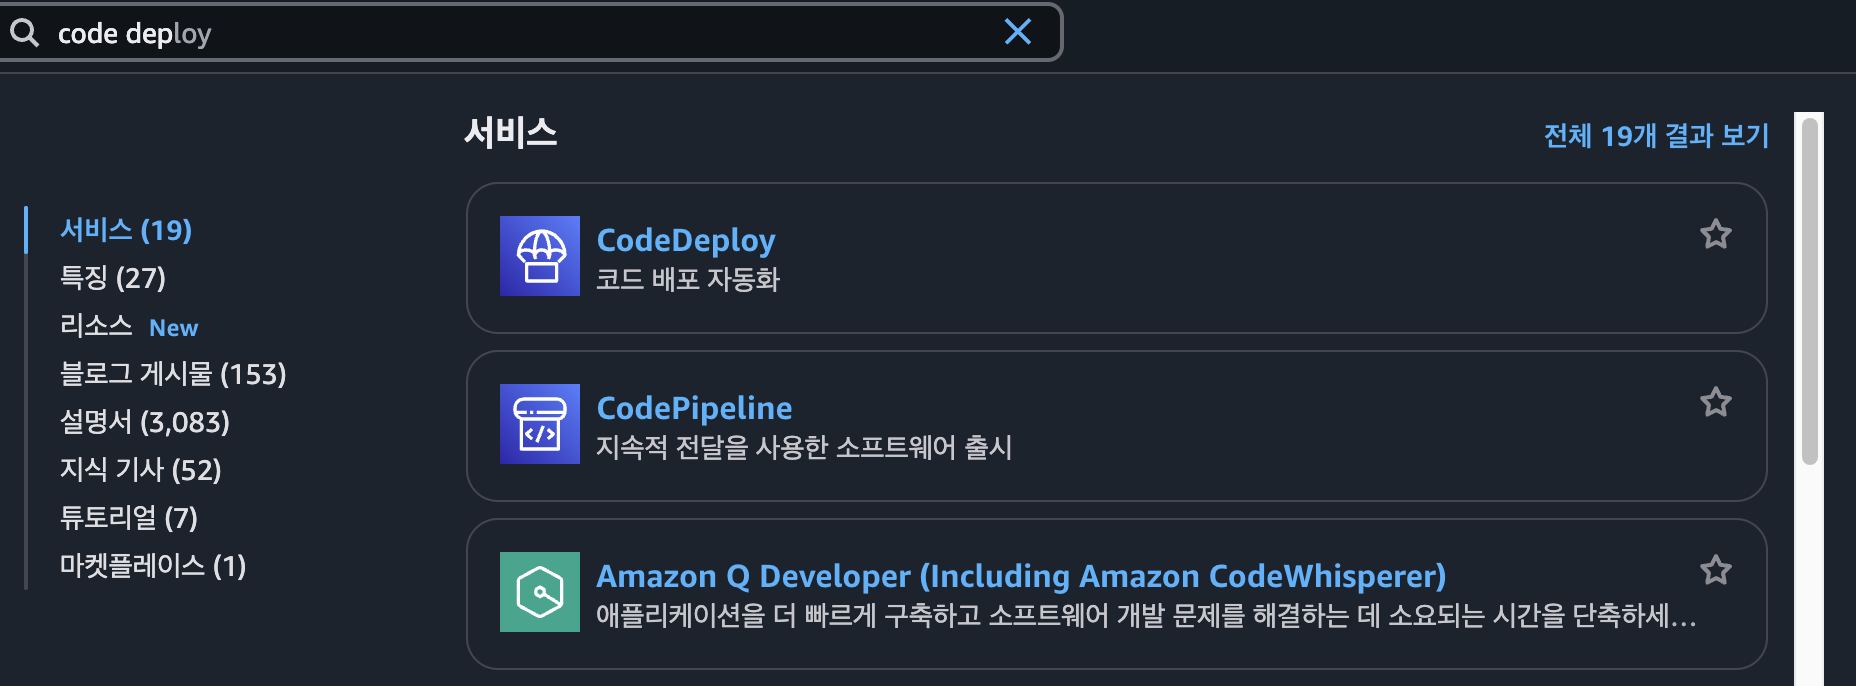 code deploy
서비스
전체 19개 결과 보기
서비스 (19)
특징 (27)
리소스 New
블로그 게시물 (153)
설명서 (3,083)
지식 기사 (52)
튜토리얼 (7)
마켓플레이스 (1)
CodeDeploy
코드 배포 자동화
CodePipeline
지속적 전달을 사용한 소프트웨어 출시
Amazon Q Developer (Including Amazon CodeWhisperer)
애플리케이션을 더 빠르게 구축하고 소프트웨어 개발 문제를 해결하는 데 소요되는 시간을 단축하세...